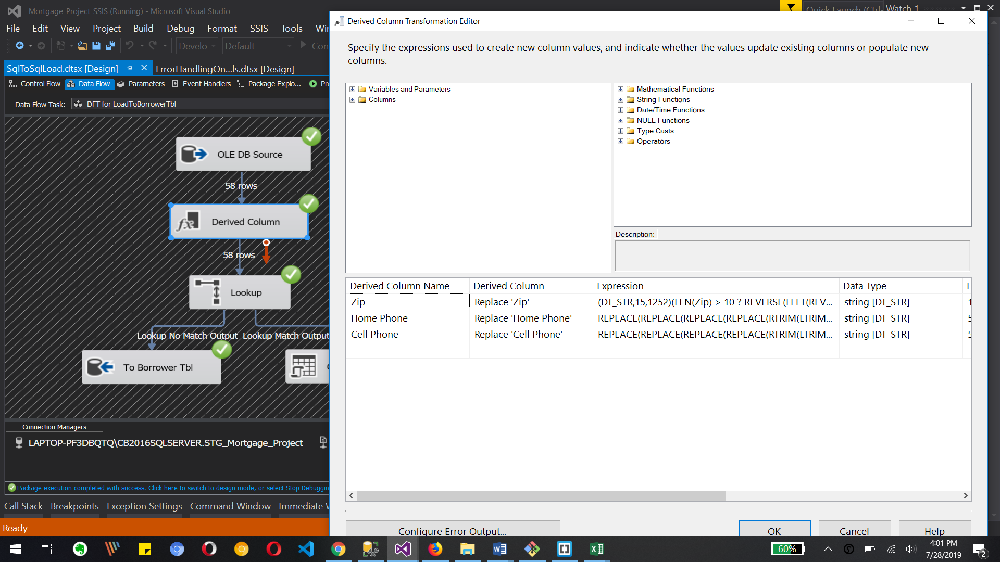 Mortgage_Project_SSIS (Running) - Microsoft Visual Studio
Quick Launch (Ctrl
Watch 1
File Edit View Project Build Debug Format SSIS Tools
Develo Default
SqlToSqlLoad.dtsx [Design] ErrorHandlingOn...ls.dtsx [Design]
Control Flow Data Flow Parameters Event Handlers Package Explo...
Data Flow Task: DFT for LoadToBorrowerTbl
OLE DB Source
58 rows
Derived Column
58 rows
Lookup
Lookup No Match Output Lookup Match Output
To Borrower Tbl
Connection Managers
LAPTOP-PF3DBQTQ\CB2016SQLSERVER.STG_Mortgage_Project
Package execution completed with success. Click here to switch to design mode, or select Stop Debugging
Call Stack Breakpoints Exception Settings Command Window Immediate
Ready
Derived Column Transformation Editor
Specify the expressions used to create new column values, and indicate whether the values update existing columns or populate new
columns.
Variables and Parameters
Columns
Mathematical Functions
String Functions
Date/Time Functions
NULL Functions
Type Casts
Operators
Description:
Derived Column Name Derived Column Expression Data Type L
Zip Replace 'Zip' (DT_STR,15,1252)(LEN(Zip) > 10 ? REVERSE(LEFT(REV... string [DT_STR] 1
Home Phone Replace 'Home Phone' REPLACE(REPLACE(REPLACE(REPLACE(RTRIM(LTRIM... string [DT_STR] 5
Cell Phone Replace 'Cell Phone' REPLACE(REPLACE(REPLACE(REPLACE(RTRIM(LTRIM... string [DT_STR] 5
Configure Error Output... OK Cancel Help
60%
4:01 PM
7/28/2019
2